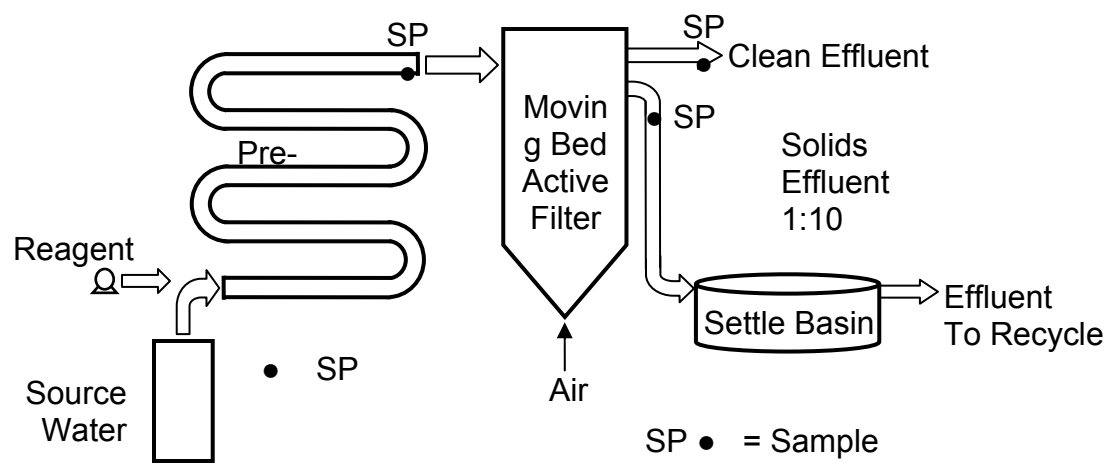 SP
SP
Clean Effluent
Movin
g Bed
Active
Filter
SP
Pre-
Solids
Effluent
1:10
Reagent
Settle Basin
Effluent
To Recycle
Source
Water
SP
Air
SP ● = Sample